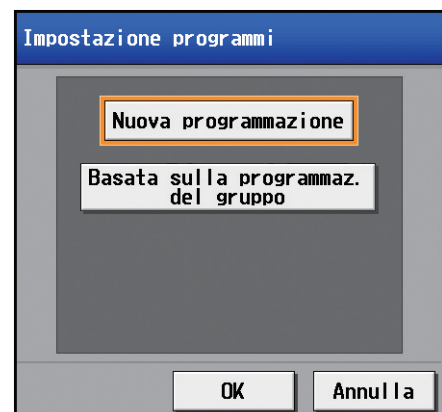 Impostazione programmi
Nuova programmazione
Basata sulla programmaz.
del gruppo
OK
Annulla